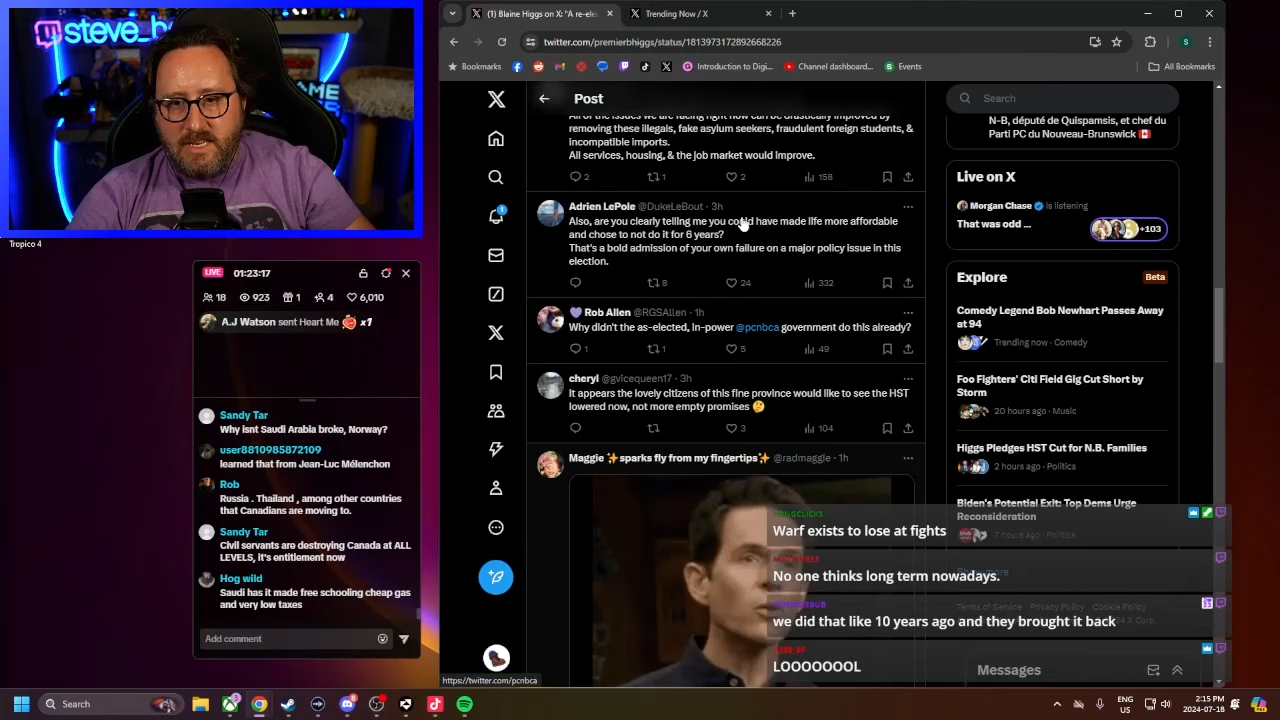 steve_b
GAME
Tropico 4
LIVE 01:23:17
18 923 1 4 6,010
A.J Watson sent Heart Me x1
Sandy Tar
Why isnt Saudi Arabia broke, Norway?
user8810985872109
learned that from Jean-Luc Mélenchon
Rob
Russia . Thailand , among other countries
that Canadians are moving to.
Sandy Tar
Civil servants are destroying Canada at ALL
LEVELS, it's entitlement now
Hog wild
Saudi has it made free schooling cheap gas
and very low taxes
Add comment
(1) Blaine Higgs on X: "A re-ele
Trending Now / X
twitter.com/premierbhiggs/status/1813973172892668226
Bookmarks
Introduction to Digi...
Channel dashboard...
Events
All Bookmarks
Post
All of the issues we are facing right now can be drastically improved by
removing these illegals, fake asylum seekers, fraudulent foreign students, &
incompatible imports.
All services, housing, & the job market would improve.
2 1 2 158
Adrien LePole @DukeLeBout · 3h
Also, are you clearly telling me you could have made life more affordable
and chose to not do it for 6 years?
That's a bold admission of your own failure on a major policy issue in this
election.
8 24 332
Rob Allen @RGSAllen · 1h
Why didn't the as-elected, in-power @pcnbca government do this already?
1 1 5 49
cheryl @gvicequeen17 · 3h
It appears the lovely citizens of this fine province would like to see the HST
lowered now, not more empty promises
3 104
Maggie sparks fly from my fingertips @radmaggie · 1h
https://twitter.com/pcnbca
Search
N-B, député de Quispamsis, et chef du
Parti PC du Nouveau-Brunswick
Live on X
Morgan Chase is listening
That was odd ...
+103
Explore
Beta
Comedy Legend Bob Newhart Passes Away
at 94
Trending now · Comedy
Foo Fighters' Citi Field Gig Cut Short by
Storm
20 hours ago · Music
Higgs Pledges HST Cut for N.B. Families
2 hours ago · Politics
Biden's Potential Exit: Top Dems Urge
Reconsideration
7 hours ago · Politics
Warf exists to lose at fights
No one thinks long term nowadays.
Terms of Service Privacy Policy Cookie Policy
X Corp.
we did that like 10 years ago and they brought it back
LOOOOOOOL
Messages
Search
ENG
US
2:15 PM
2024-07-18